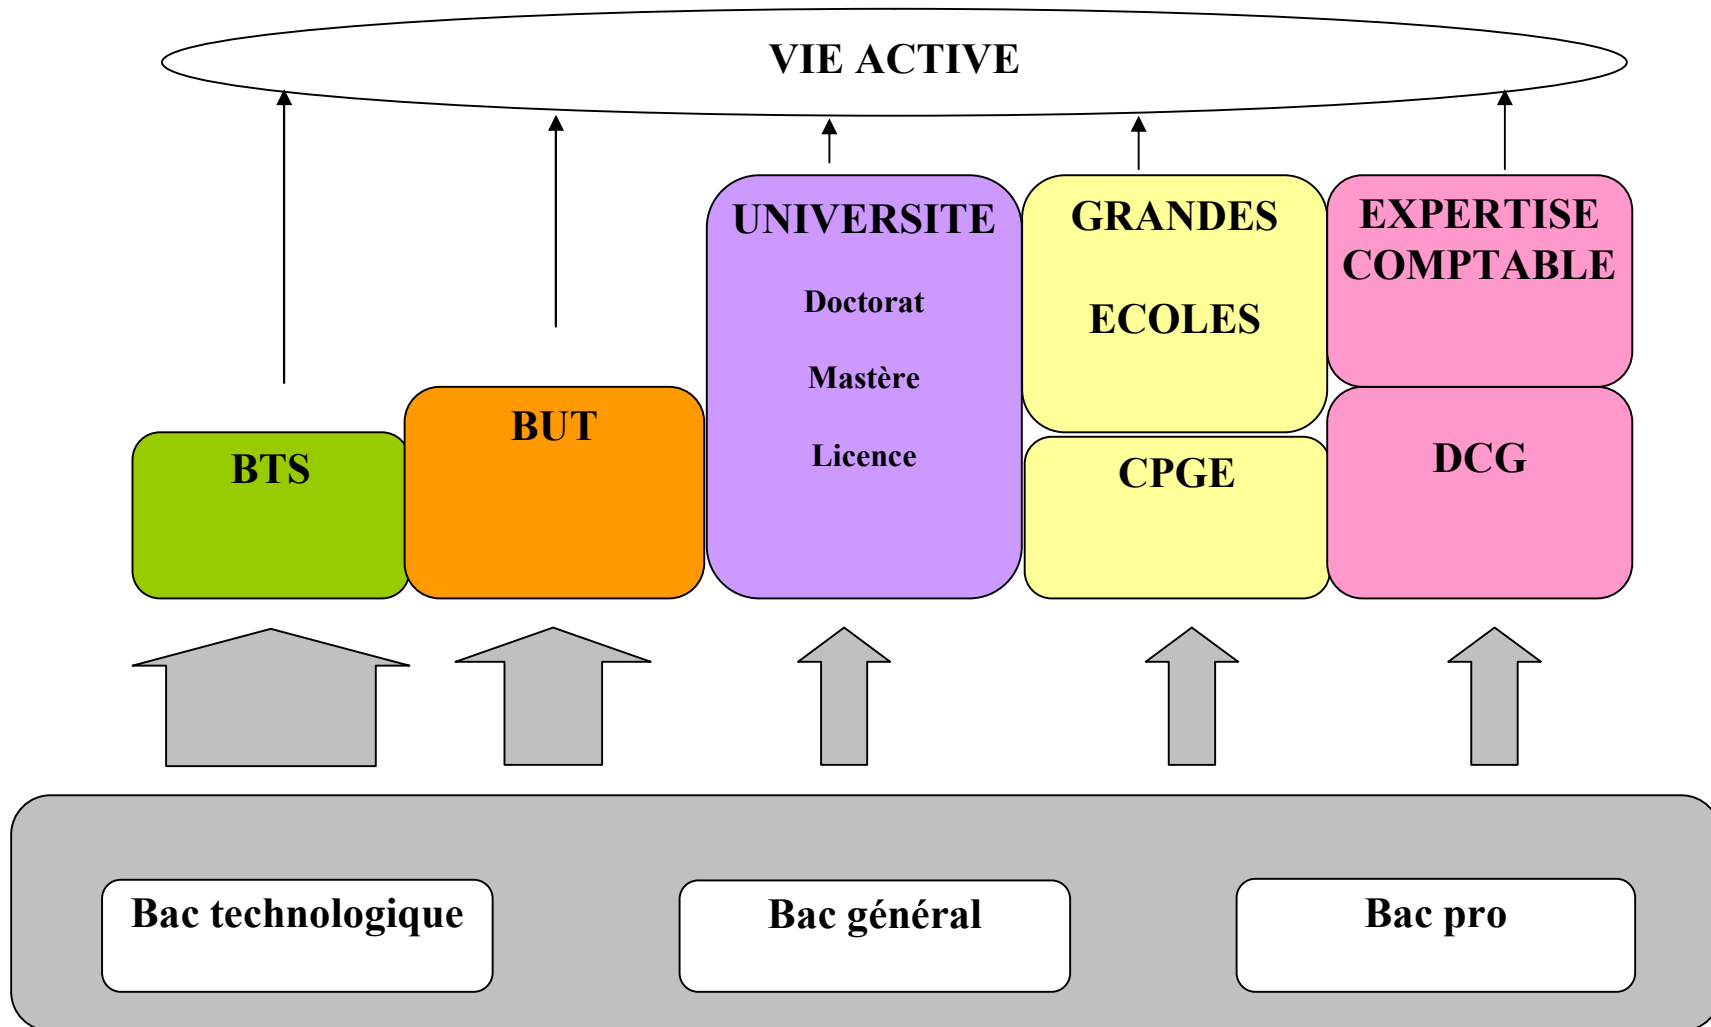 VIE ACTIVE
UNIVERSITE
Doctorat
Mastère
Licence
GRANDES
ECOLES
EXPERTISE
COMPTABLE
BTS
BUT
CPGE
DCG
Bac technologique
Bac général
Bac pro